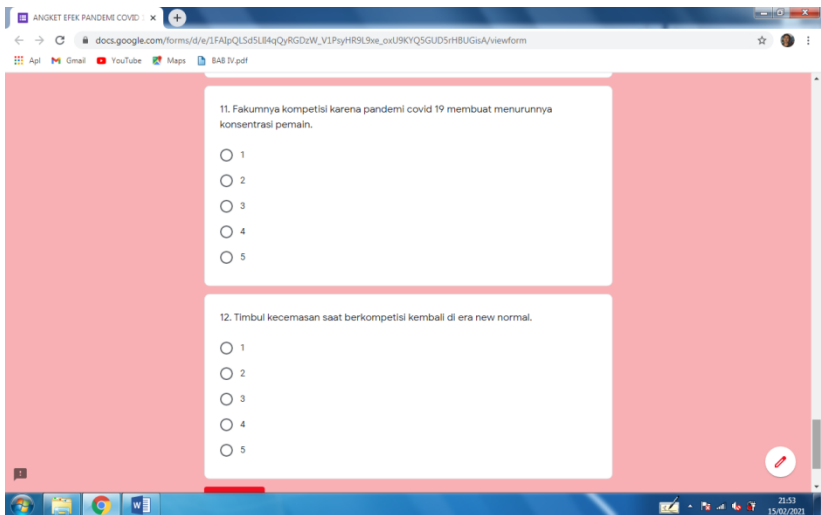 ANGKET EFEK PANDEMI COVID
docs.google.com/forms/d/e/1FAIpQLSd5Lll4qQyRGDzW_V1PsyHR9L9xe_oxU9KYQ5GUD5rHBUGisA/viewform
Apl Gmail YouTube Maps BAB IV.pdf
11. Fakumnya kompetisi karena pandemi covid 19 membuat menurunnya
konsentrasi pemain.
1
2
3
4
5
12. Timbul kecemasan saat berkompetisi kembali di era new normal.
1
2
3
4
5
21:53
15/02/2021